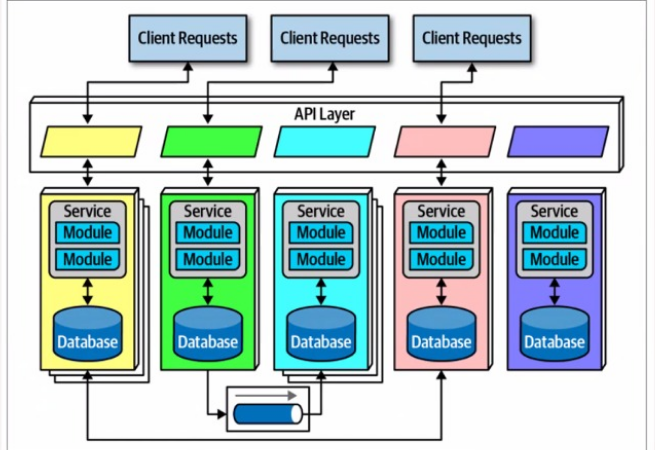 Client Requests
Client Requests
Client Requests
API Layer
Service
Module
Module
Database
Service
Module
Module
Database
Service
Module
Module
Database
Service
Module
Module
Database
Service
Module
Module
Database